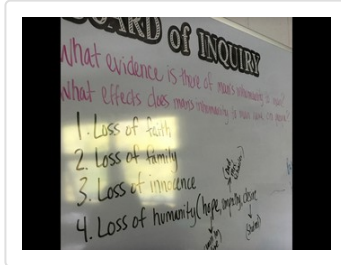 BOARD of INQUIRY
What evidence is there of man's inhumanity to man?
What effects does man's inhumanity to man have on people?
1. Loss of faith
2. Loss of family
3. Loss of innocence
4. Loss of humanity (hope, empathy,